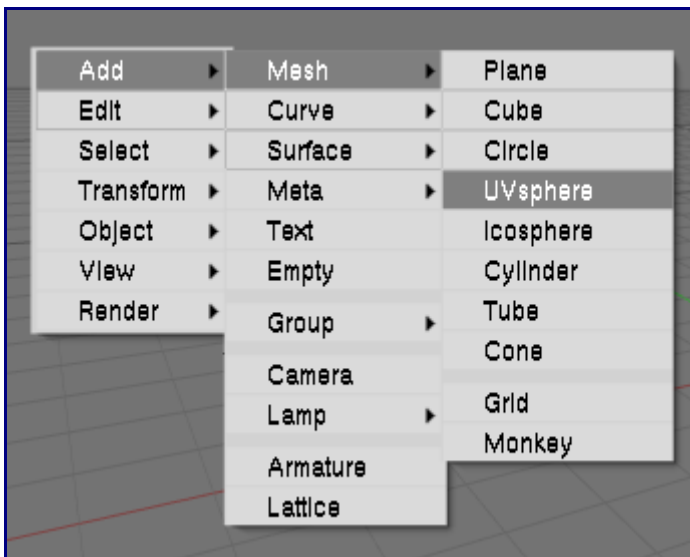 Add
Edit
Select
Transform
Object
View
Render
Mesh
Curve
Surface
Meta
Text
Empty
Group
Camera
Lamp
Armature
Lattice
Plane
Cube
Circle
UVsphere
Icosphere
Cylinder
Tube
Cone
Grid
Monkey